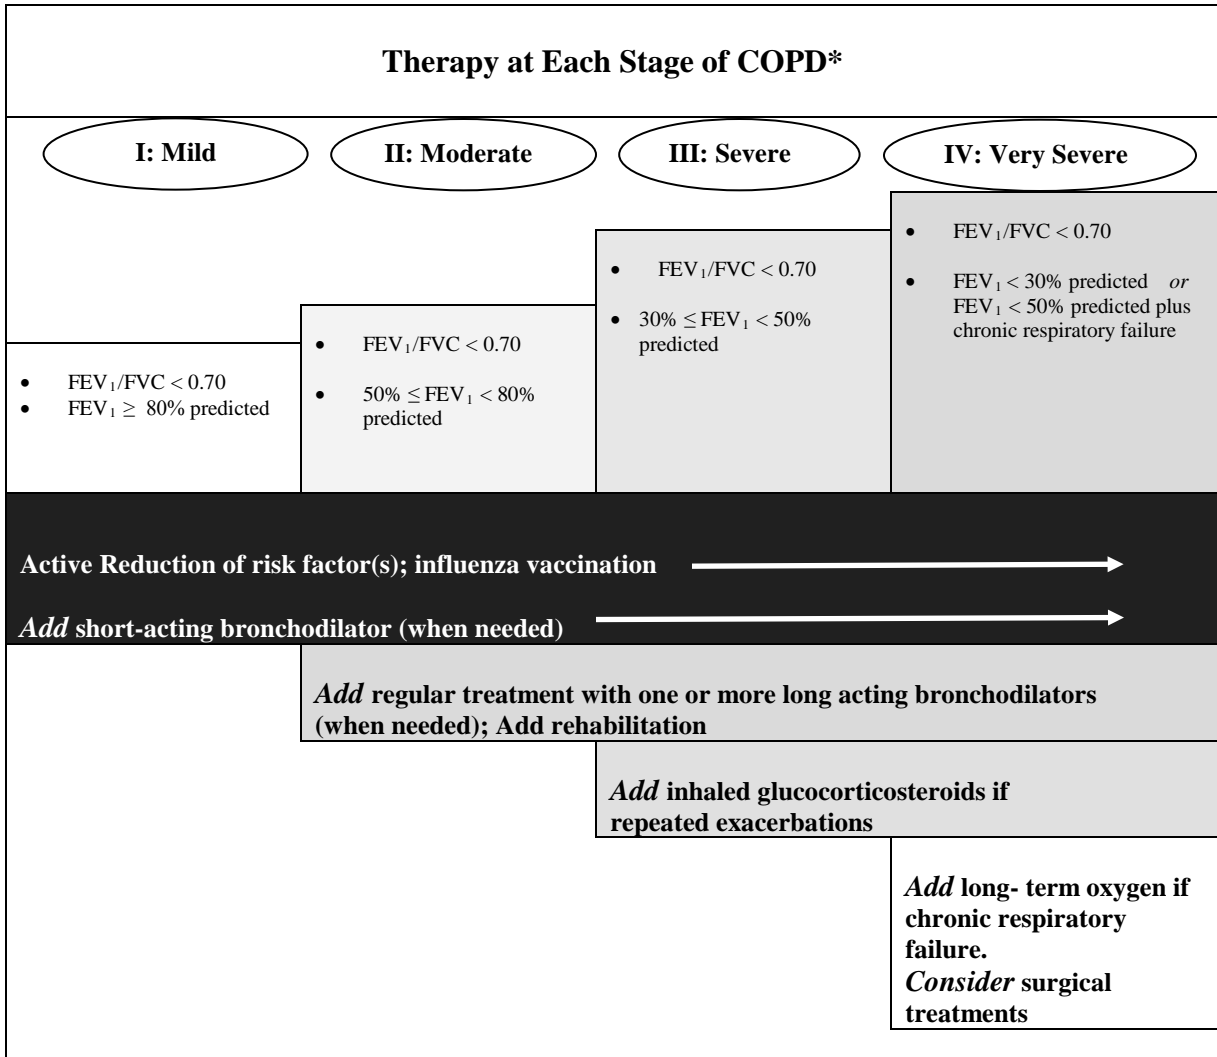 Therapy at Each Stage of COPD*
I: Mild
II: Moderate
III: Severe
IV: Very Severe
• FEV₁/FVC < 0.70
• FEV₁ ≥ 80% predicted
• FEV₁/FVC < 0.70
• 50% ≤ FEV₁ < 80%
predicted
• FEV₁/FVC < 0.70
• 30% ≤ FEV₁ < 50%
predicted
• FEV₁/FVC < 0.70
• FEV₁ < 30% predicted or
FEV₁ < 50% predicted plus
chronic respiratory failure
Active Reduction of risk factor(s); influenza vaccination
Add short-acting bronchodilator (when needed)
Add regular treatment with one or more long acting bronchodilators
(when needed); Add rehabilitation
Add inhaled glucocorticosteroids if
repeated exacerbations
Add long- term oxygen if
chronic respiratory
failure.
Consider surgical
treatments